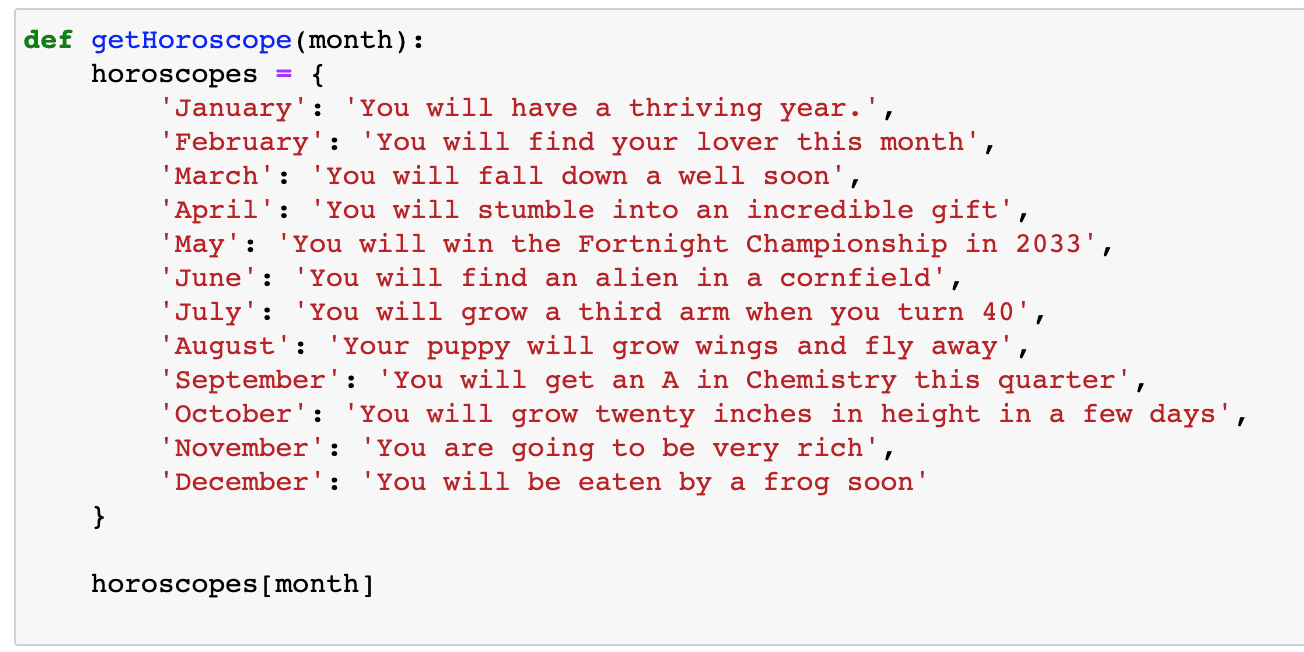 def getHoroscope(month):
    horoscopes = {
        'January': 'You will have a thriving year.',
        'February': 'You will find your lover this month',
        'March': 'You will fall down a well soon',
        'April': 'You will stumble into an incredible gift',
        'May': 'You will win the Fortnight Championship in 2033',
        'June': 'You will find an alien in a cornfield',
        'July': 'You will grow a third arm when you turn 40',
        'August': 'Your puppy will grow wings and fly away',
        'September': 'You will get an A in Chemistry this quarter',
        'October': 'You will grow twenty inches in height in a few days',
        'November': 'You are going to be very rich',
        'December': 'You will be eaten by a frog soon'
    }
    horoscopes[month]